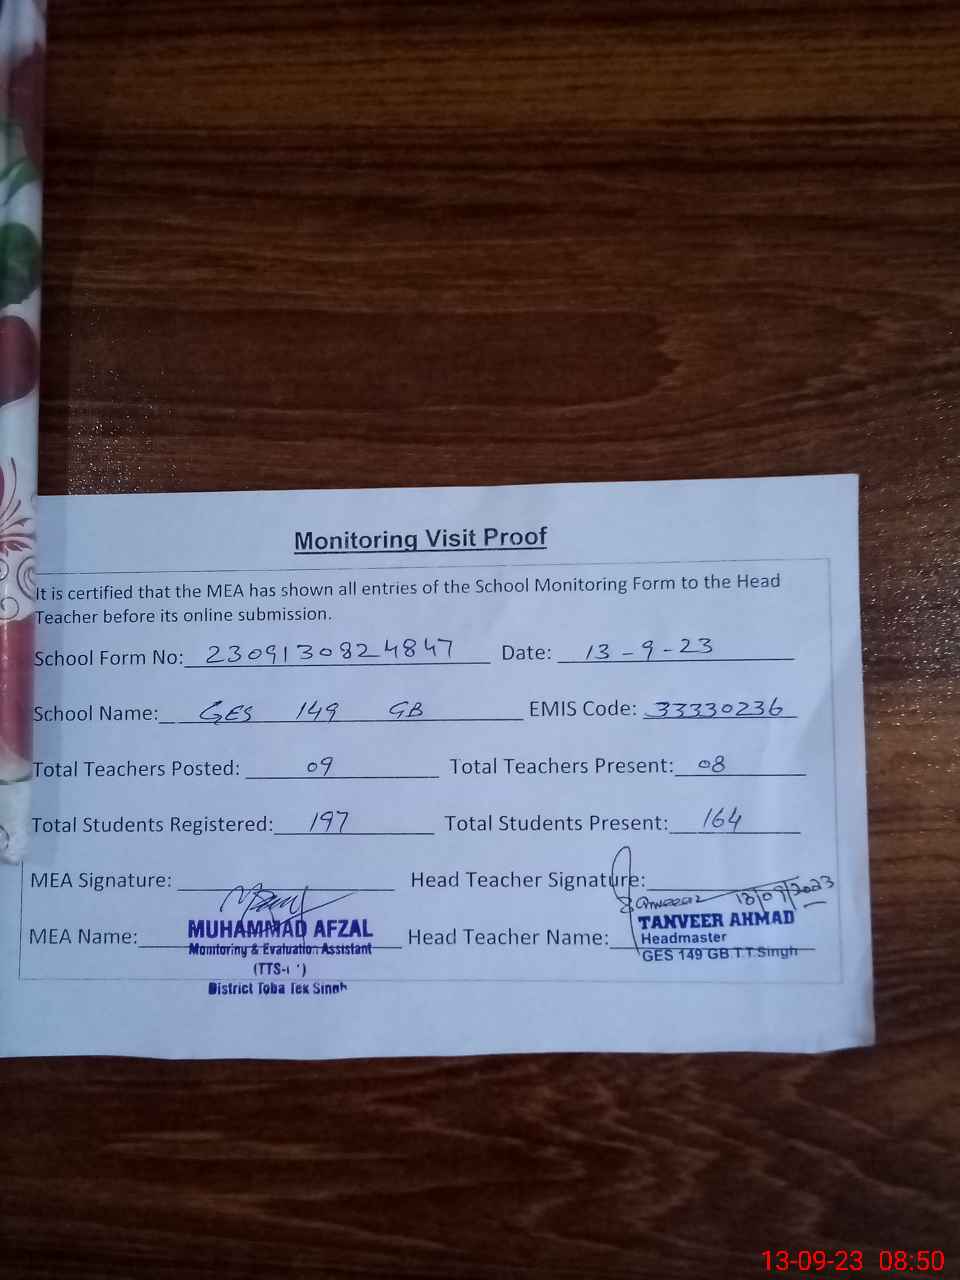 Monitoring Visit Proof
It is certified that the MEA has shown all entries of the School Monitoring Form to the Head
Teacher before its online submission.
School Form No: 2309130824847 Date: 13-9-23
School Name: GES 149 GB EMIS Code: 33330236
Total Teachers Posted: 09 Total Teachers Present: 08
Total Students Registered: 197 Total Students Present: 164
MEA Signature: Head Teacher Signature:
13/09/2023
MEA Name: MUHAMMAD AFZAL Head Teacher Name: TANVEER AHMAD
Monitoring & Evaluation Assistant Headmaster
GES 149 GB T.T.Singh
District Toba Tek Singh
13-09-23 08:50